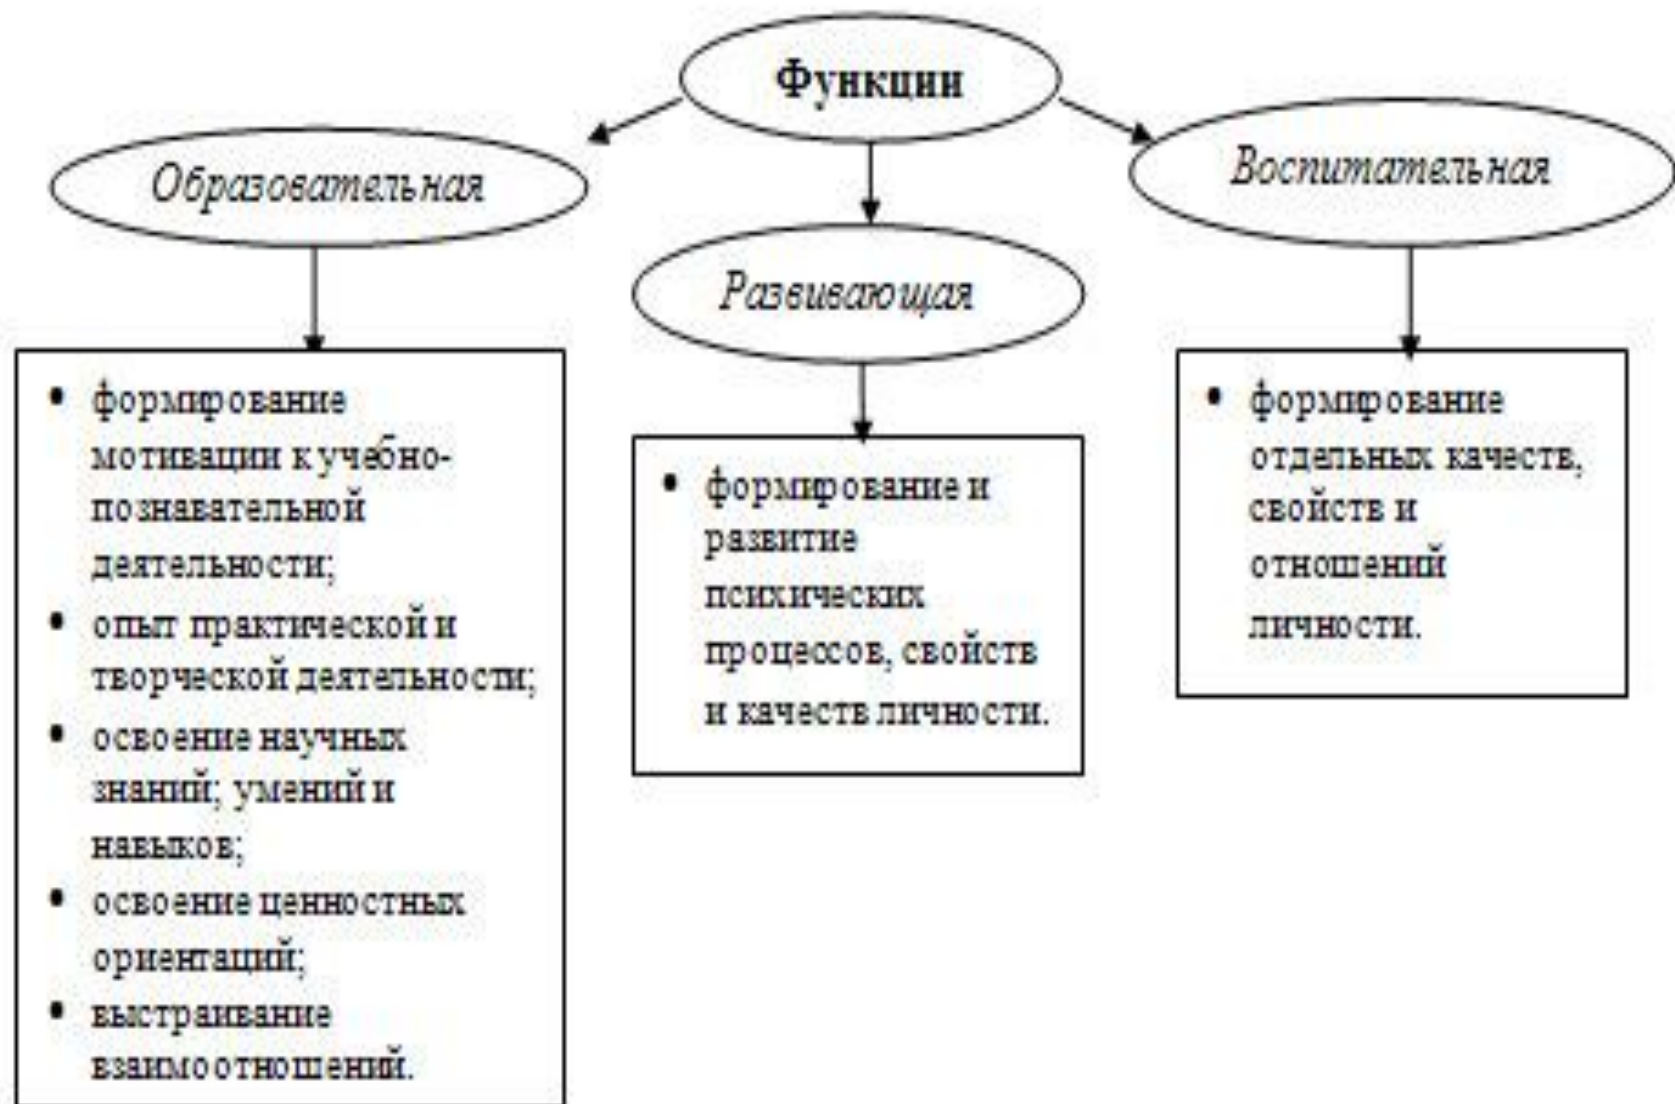 Функции
Образовательная
Развивающая
Воспитательная
• формирование
мотивации к учебно-
познавательной
деятельности;
• опыт практической и
творческой деятельности;
• освоение научных
знаний; умений и
навыков;
• освоение ценностных
ориентаций;
• выстраивание
взаимоотношений.
• формирование и
развитие
психических
процессов, свойств
и качеств личности.
• формирование
отдельных качеств,
свойств и
отношений
личности.